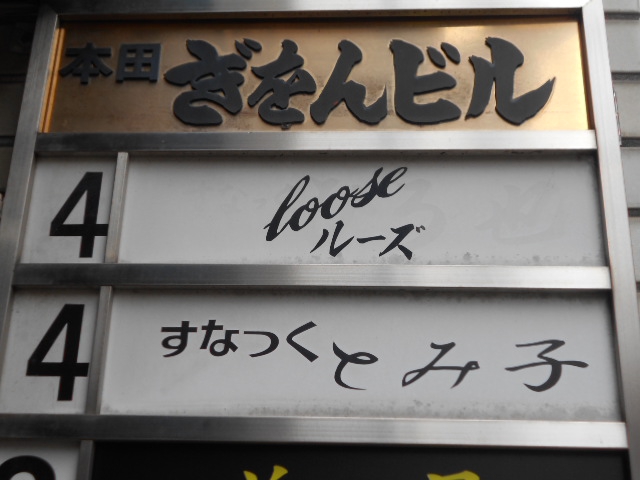 本田 ぎをんビル
4 loose
ルーズ
4 すなっく とみ子